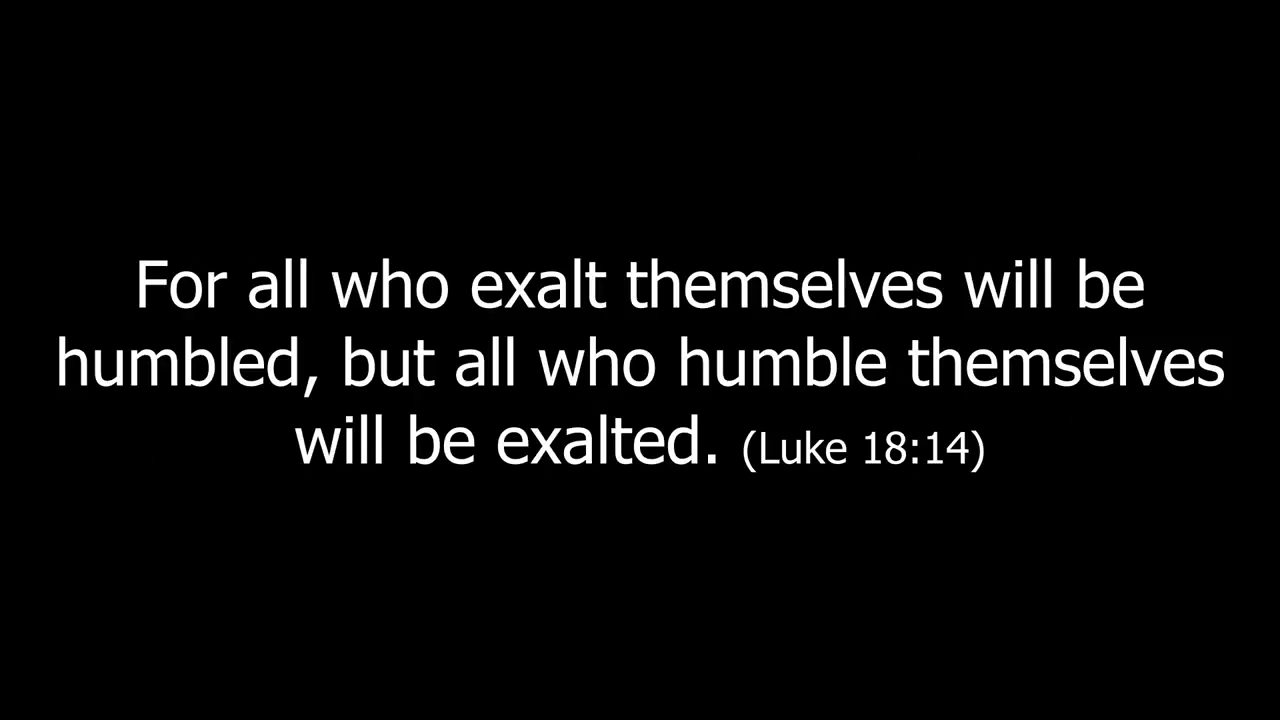 For all who exalt themselves will be
humbled, but all who humble themselves
will be exalted. (Luke 18:14)